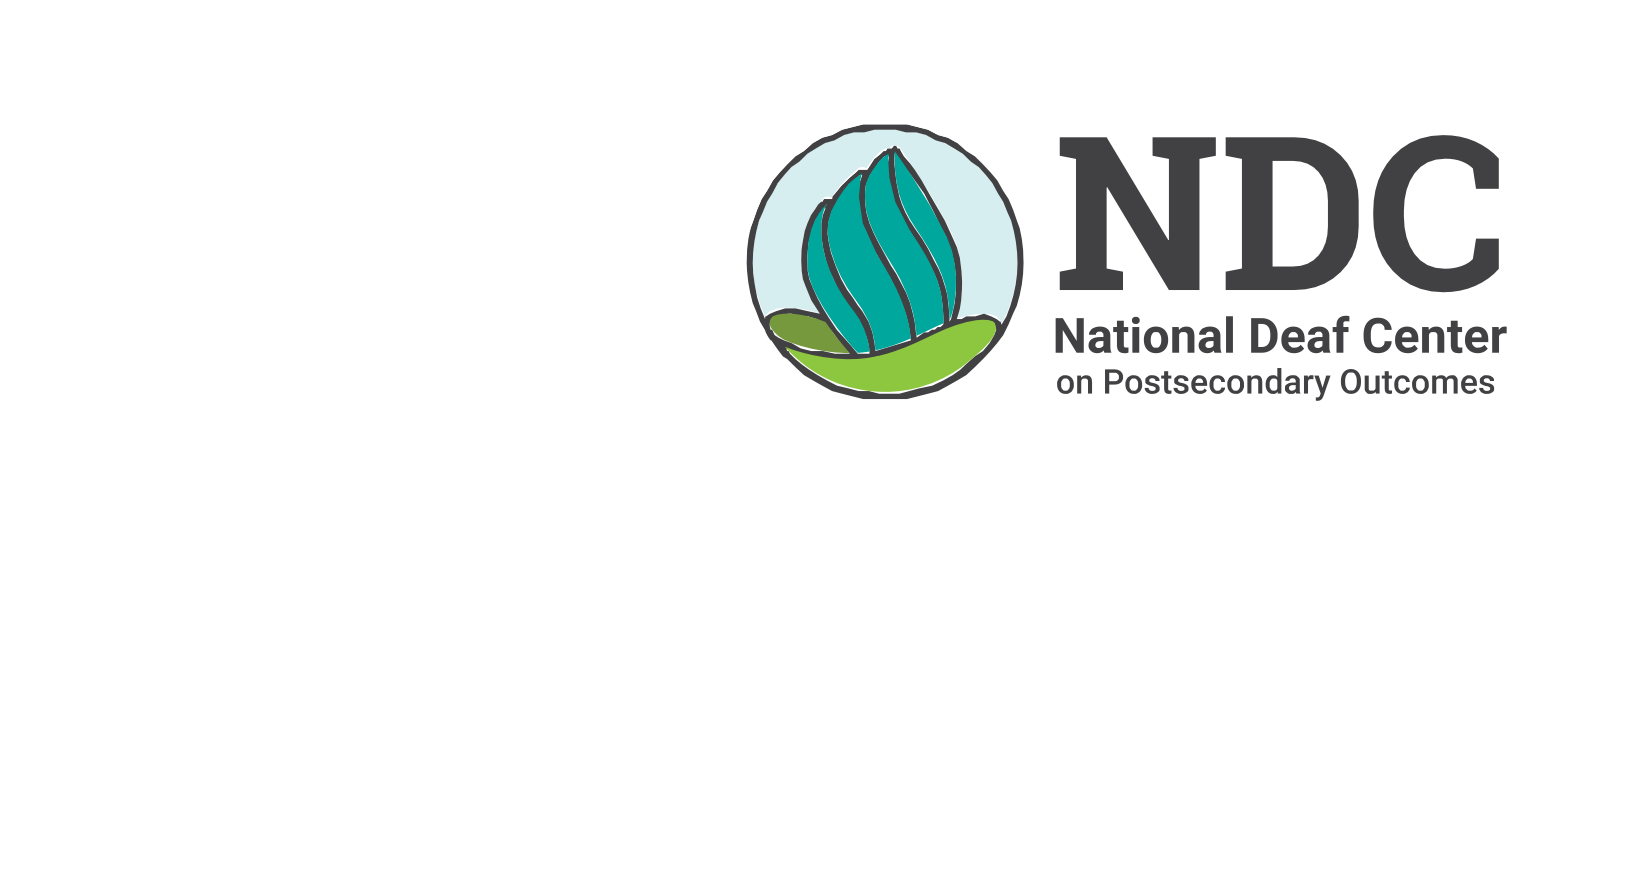 NDC
National Deaf Center
on Postsecondary Outcomes